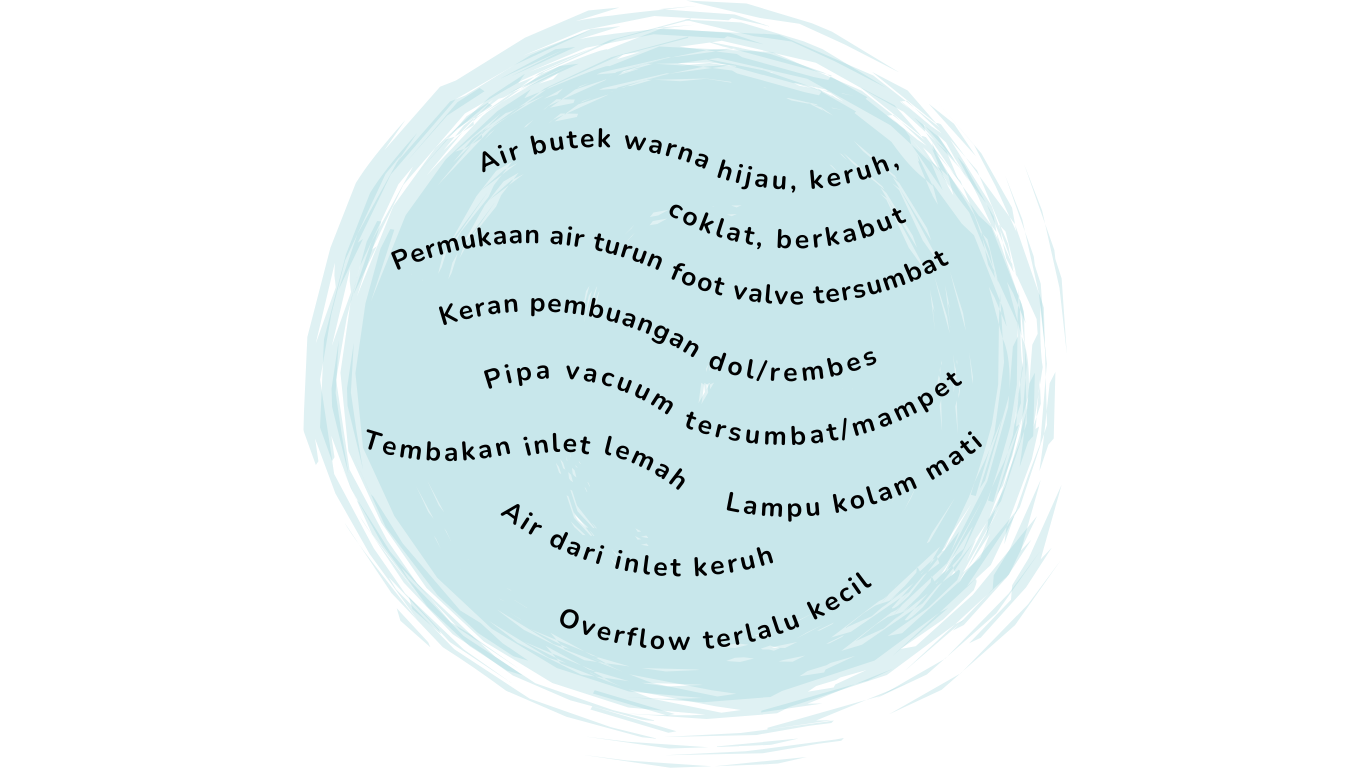 Air butek warna hijau, keruh,
coklat, berkabut
Permukaan air turun foot valve tersumbat
Keran pembuangan dol/rembes
Pipa vacuum tersumbat/mampet
Tembakan inlet lemah
Lampu kolam mati
Air dari inlet keruh
Overflow terlalu kecil